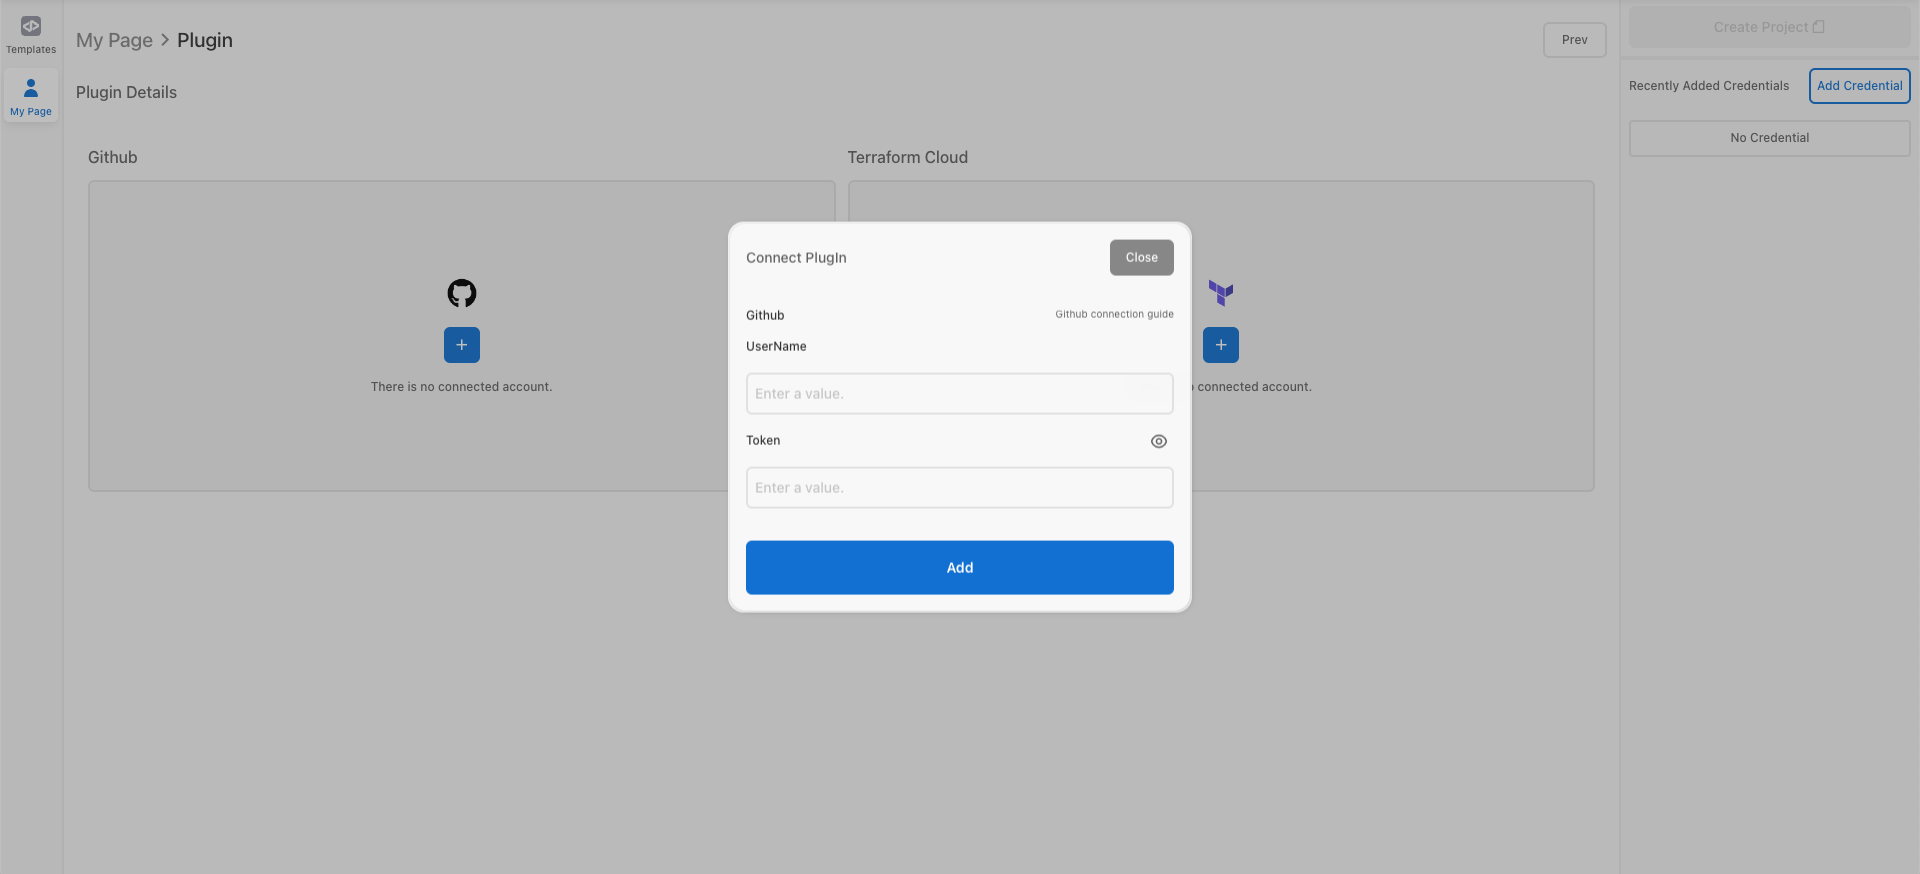 Templates
My Page
My Page > Plugin
Prev
Plugin Details
Github
There is no connected account.
Terraform Cloud
connected account.
Connect PlugIn
Close
Github
Github connection guide
UserName
Enter a value.
Token
Enter a value.
Add
Create Project
Recently Added Credentials
Add Credential
No Credential